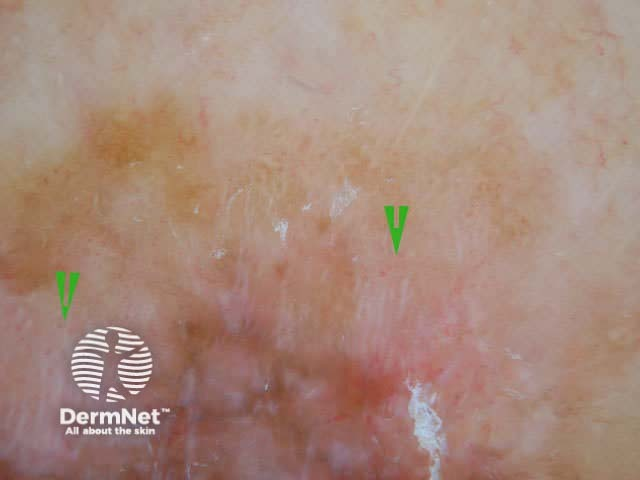 DermNet™
All about the skin